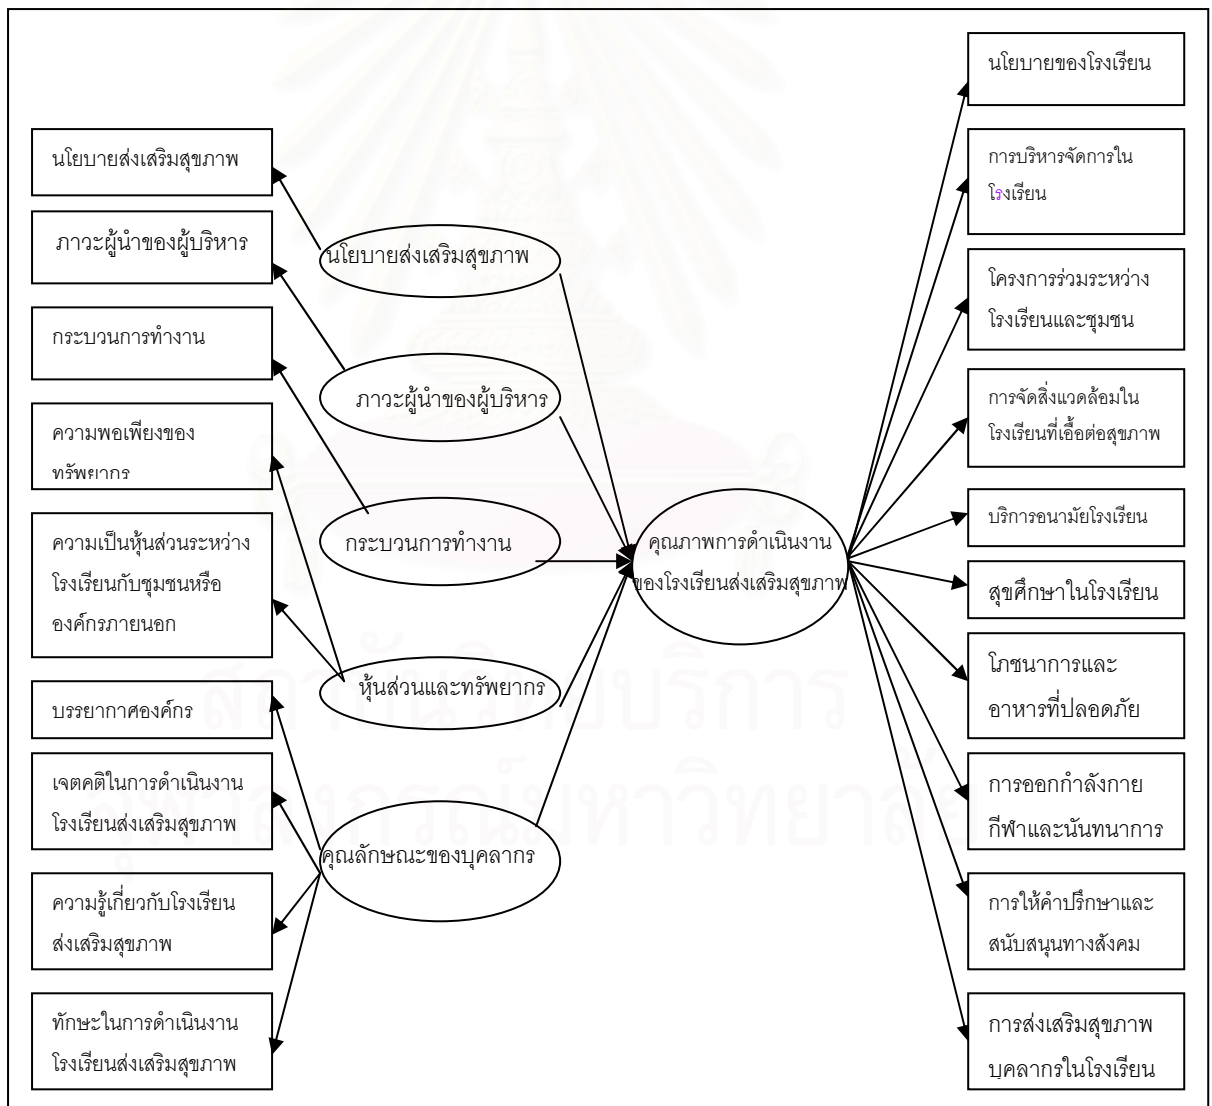 นโยบายส่งเสริมสุขภาพ
ภาวะผู้นำของผู้บริหาร
กระบวนการทำงาน
ความพอเพียงของ
ทรัพยากร
ความเป็นหุ้นส่วนระหว่าง
โรงเรียนกับชุมชนหรือ
องค์กรภายนอก
บรรยากาศองค์กร
เจตคติในการดำเนินงาน
โรงเรียนส่งเสริมสุขภาพ
ความรู้เกี่ยวกับโรงเรียน
ส่งเสริมสุขภาพ
ทักษะในการดำเนินงาน
โรงเรียนส่งเสริมสุขภาพ
นโยบายส่งเสริมสุขภาพ
ภาวะผู้นำของผู้บริหาร
กระบวนการทำงาน
หุ้นส่วนและทรัพยากร
คุณลักษณะของบุคลากร
คุณภาพการดำเนินงาน
ของโรงเรียนส่งเสริมสุขภาพ
นโยบายของโรงเรียน
การบริหารจัดการใน
โรงเรียน
โครงการร่วมระหว่าง
โรงเรียนและชุมชน
การจัดสิ่งแวดล้อมใน
โรงเรียนที่เอื้อต่อสุขภาพ
บริการอนามัยโรงเรียน
สุขศึกษาในโรงเรียน
โภชนาการและ
อาหารที่ปลอดภัย
การออกกำลังกาย
กีฬาและนันทนาการ
การให้คำปรึกษาและ
สนับสนุนทางสังคม
การส่งเสริมสุขภาพ
บุคลากรในโรงเรียน
สถาบันวิทยบริการ
จุฬาลงกรณ์มหาวิทยาลัย